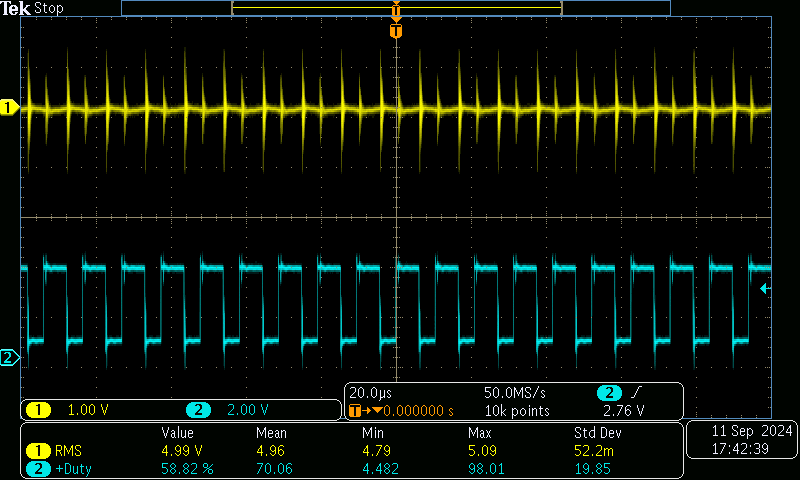 Tek Stop
T
T
1
2
1 1.00 V 2 2.00 V
20.0µs 50.0MS/s 2
T→▼0.000000 s 10k points 2.76 V
Value Mean Min Max Std Dev
1 RMS 4.99 V 4.96 4.79 5.09 52.2m
2 +Duty 58.82 % 70.06 4.482 98.01 19.85
11 Sep 2024
17:42:39